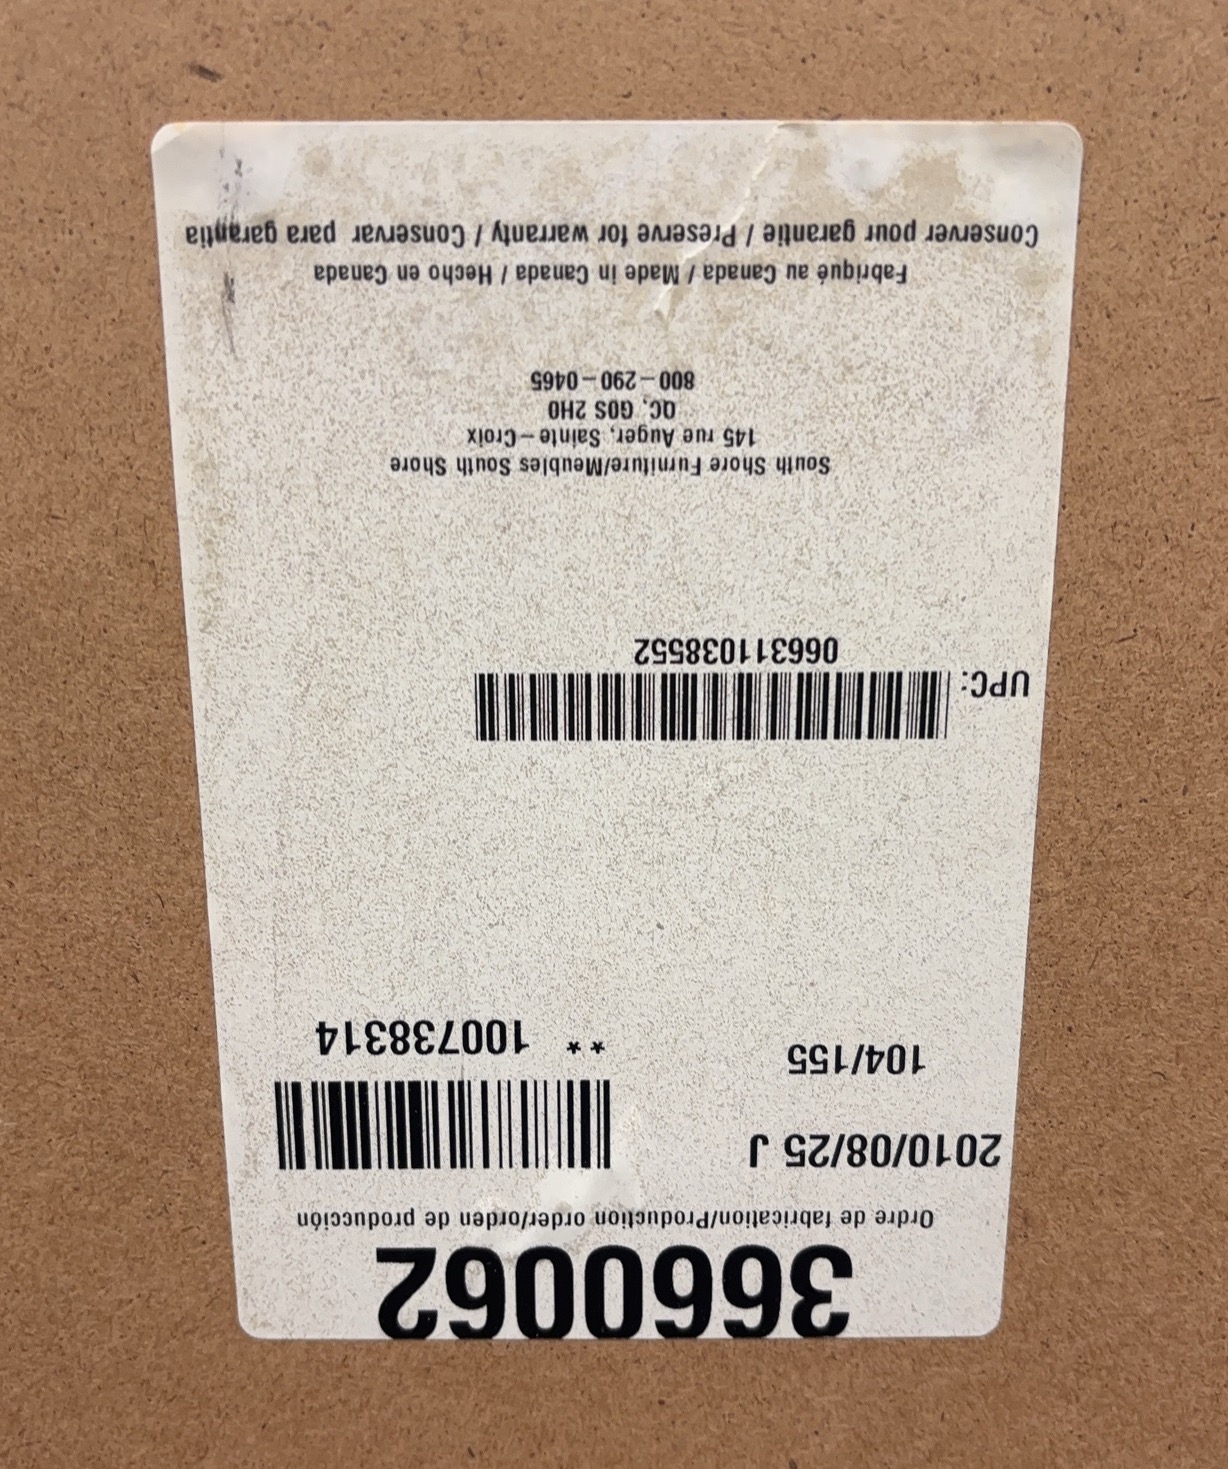 3660062
Ordre de fabrication/Production order/orden de producción
2010/08/25 J
104/155
** 100738314
UPC:
066311038552
South Shore Furniture/Meubles South Shore
145 rue Auger, Sainte-Croix
QC, G0S 2H0
800-290-0465
Fabriqué au Canada / Made in Canada / Hecho en Canada
Conserver pour garantie / Preserve for warranty / Conservar para garantia